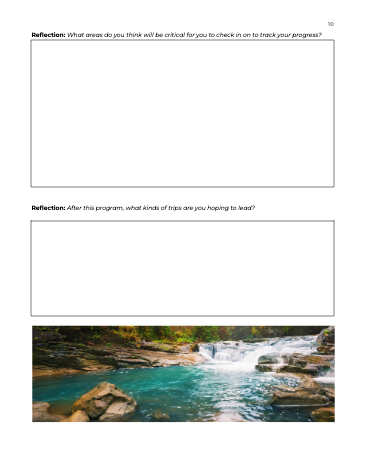 10
Reflection: What areas do you think will be critical for you to check in on to track your progress?
Reflection: After this program, what kinds of trips are you hoping to lead?